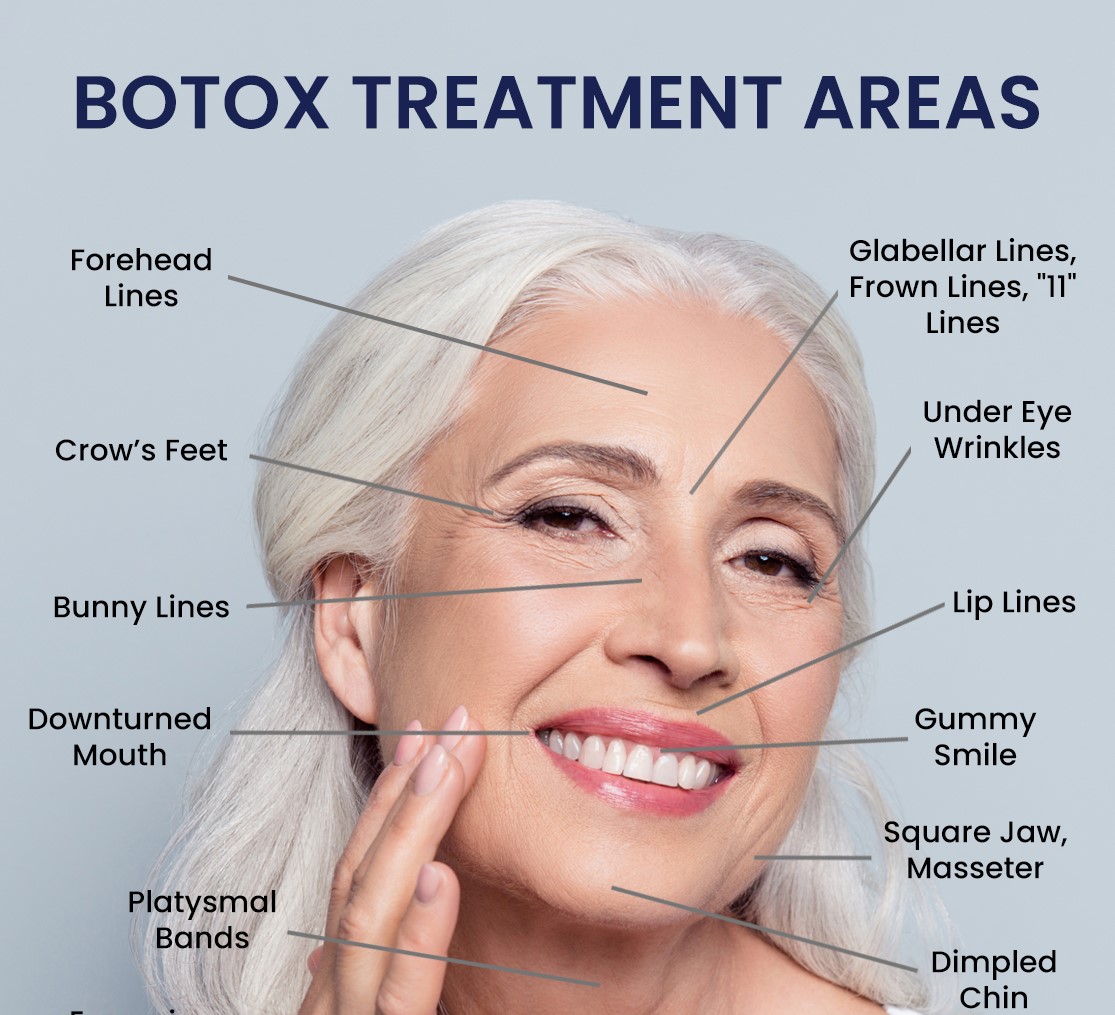 BOTOX TREATMENT AREAS
Forehead
Lines
Glabellar Lines,
Frown Lines, "11"
Lines
Crow’s Feet
Under Eye
Wrinkles
Bunny Lines
Lip Lines
Downturned
Mouth
Gummy
Smile
Square Jaw,
Masseter
Platysmal
Bands
Dimpled
Chin